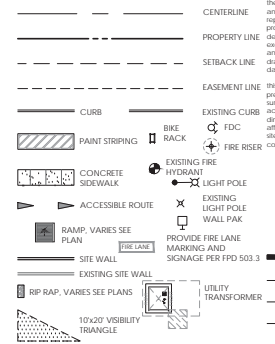 CENTERLINE
PROPERTY LINE
SETBACK LINE
EASEMENT LINE
CURB
EXISTING CURB
PAINT STRIPING
BIKE
RACK
FDC
FIRE RISER
CONCRETE
SIDEWALK
EXISTING FIRE
HYDRANT
LIGHT POLE
ACCESSIBLE ROUTE
EXISTING
LIGHT POLE
WALL PAK
RAMP, VARIES SEE
PLAN
FIRE LANE
PROVIDE FIRE LANE
MARKING AND
SIGNAGE PER FPD 503.3
SITE WALL
EXISTING SITE WALL
RIP RAP, VARIES SEE PLANS
UTILITY
TRANSFORMER
10'x20' VISIBILITY
TRIANGLE